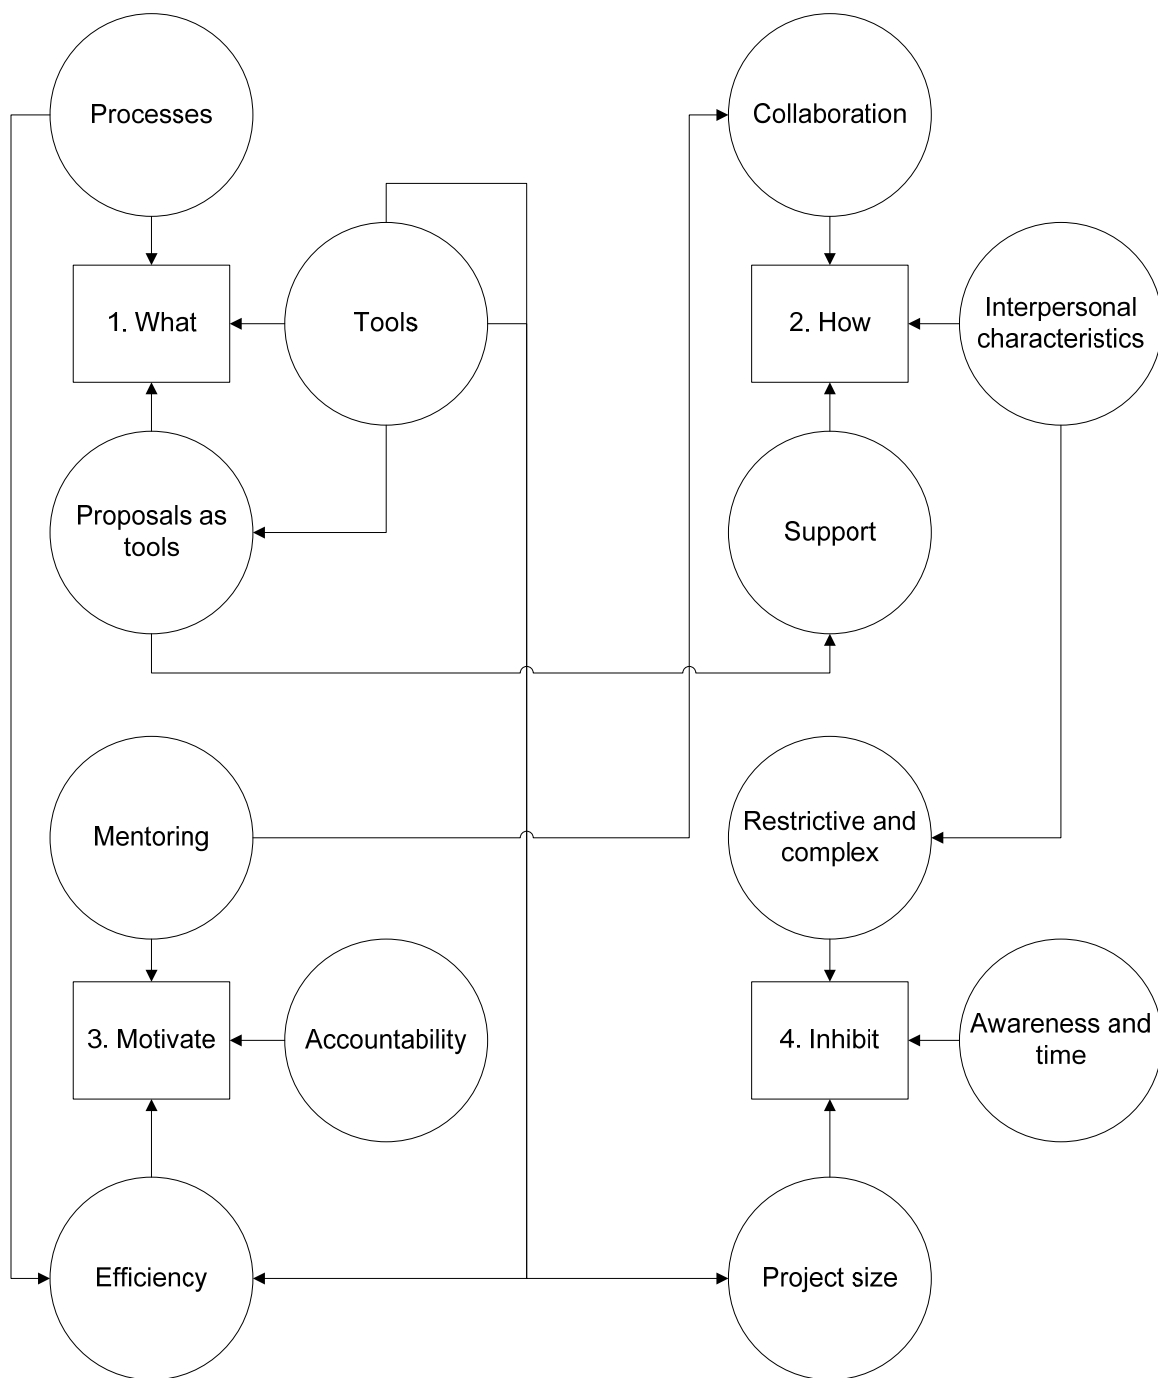 Processes
Collaboration
1. What
Tools
2. How
Interpersonal
characteristics
Proposals as
tools
Support
Mentoring
Restrictive and
complex
3. Motivate
Accountability
4. Inhibit
Awareness and
time
Efficiency
Project size